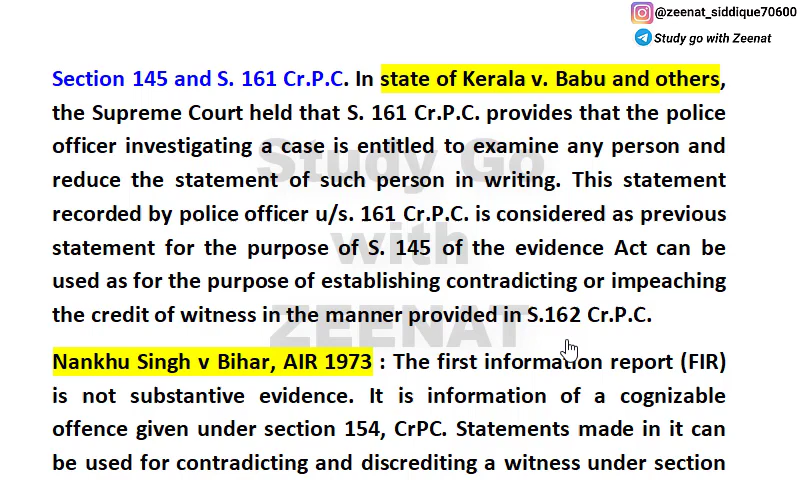 @zeenat_siddique70600
Study go with Zeenat
Section 145 and S. 161 Cr.P.C. In state of Kerala v. Babu and others,
the Supreme Court held that S. 161 Cr.P.C. provides that the police
officer investigating a case is entitled to examine any person and
reduce the statement of such person in writing. This statement
recorded by police officer u/s. 161 Cr.P.C. is considered as previous
statement for the purpose of S. 145 of the evidence Act can be
used as for the purpose of establishing contradicting or impeaching
the credit of witness in the manner provided in S.162 Cr.P.C.
Nankhu Singh v Bihar, AIR 1973 : The first information report (FIR)
is not substantive evidence. It is information of a cognizable
offence given under section 154, CrPC. Statements made in it can
be used for contradicting and discrediting a witness under section
Study Go
with
ZEENAT